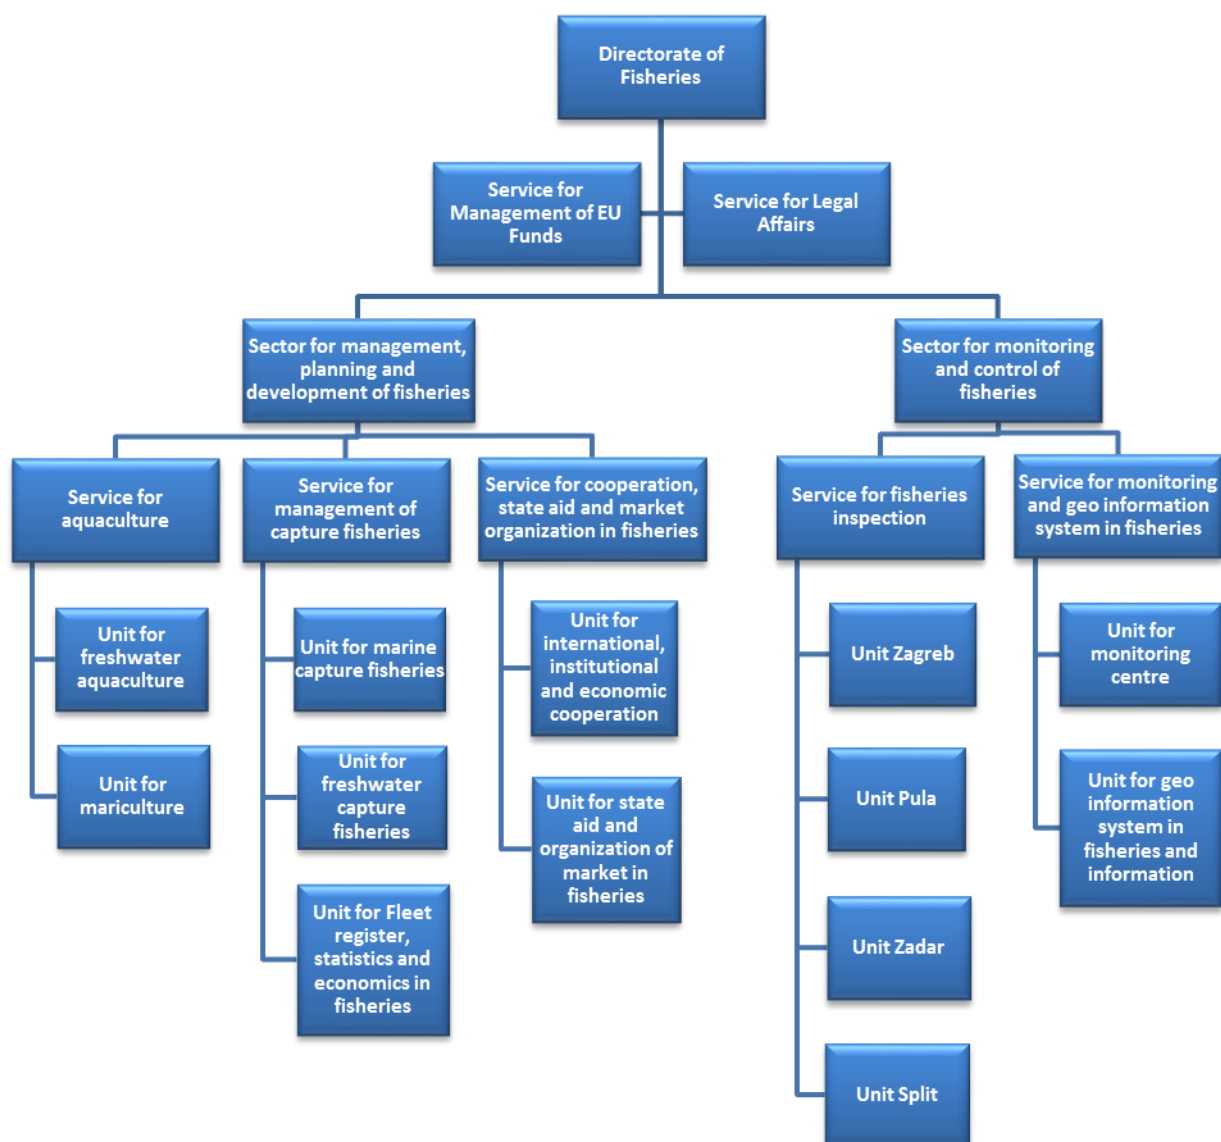 Directorate of
Fisheries
Service for
Management of EU
Funds
Service for Legal
Affairs
Sector for management,
planning and
development of fisheries
Sector for monitoring
and control of
fisheries
Service for
aquaculture
Service for
management of
capture fisheries
Service for cooperation,
state aid and market
organization in fisheries
Service for fisheries
inspection
Service for monitoring
and geo information
system in fisheries
Unit for
freshwater
aquaculture
Unit for
mariculture
Unit for marine
capture fisheries
Unit for
freshwater
capture
fisheries
Unit for Fleet
register,
statistics and
economics in
fisheries
Unit for
international,
institutional
and economic
cooperation
Unit for state
aid and
organization of
market in
fisheries
Unit Zagreb
Unit Pula
Unit Zadar
Unit Split
Unit for
monitoring
centre
Unit for geo
information
system in
fisheries and
information